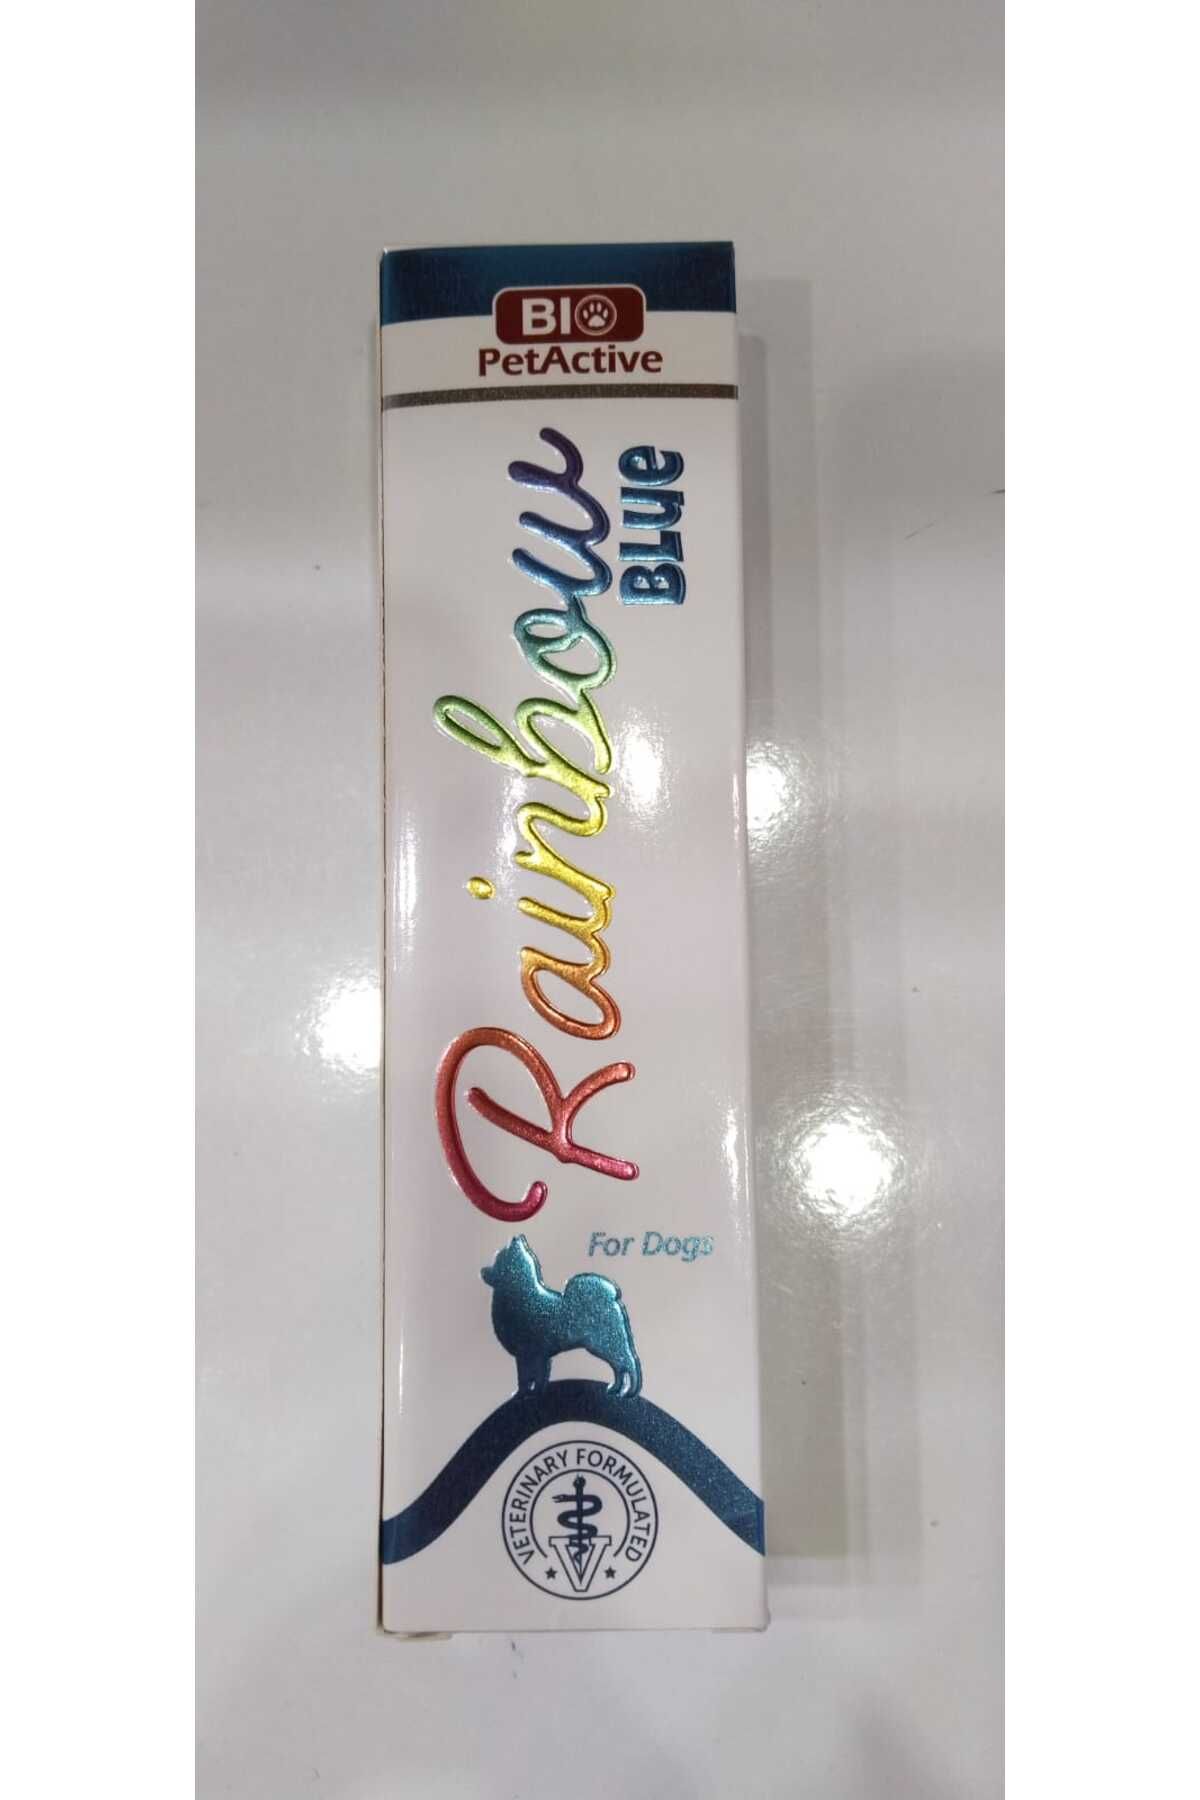 BIO
PetActive
Rainbow
BLue
For Dogs
VETERINARY FORMULATED
V